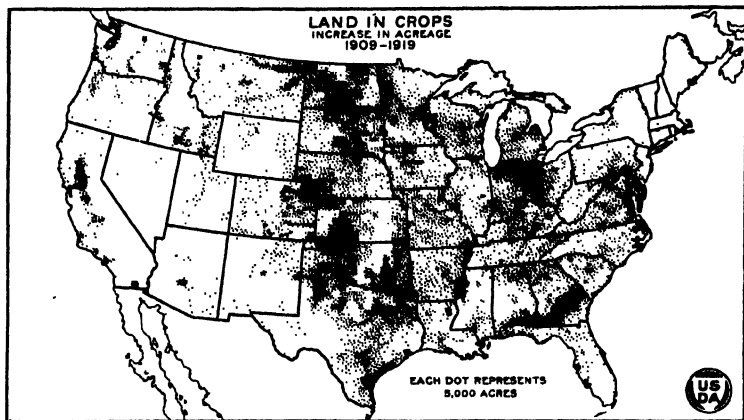 LAND IN CROPS
INCREASE IN ACREAGE
1909-1919
EACH DOT REPRESENTS
5,000 ACRES
US
DA